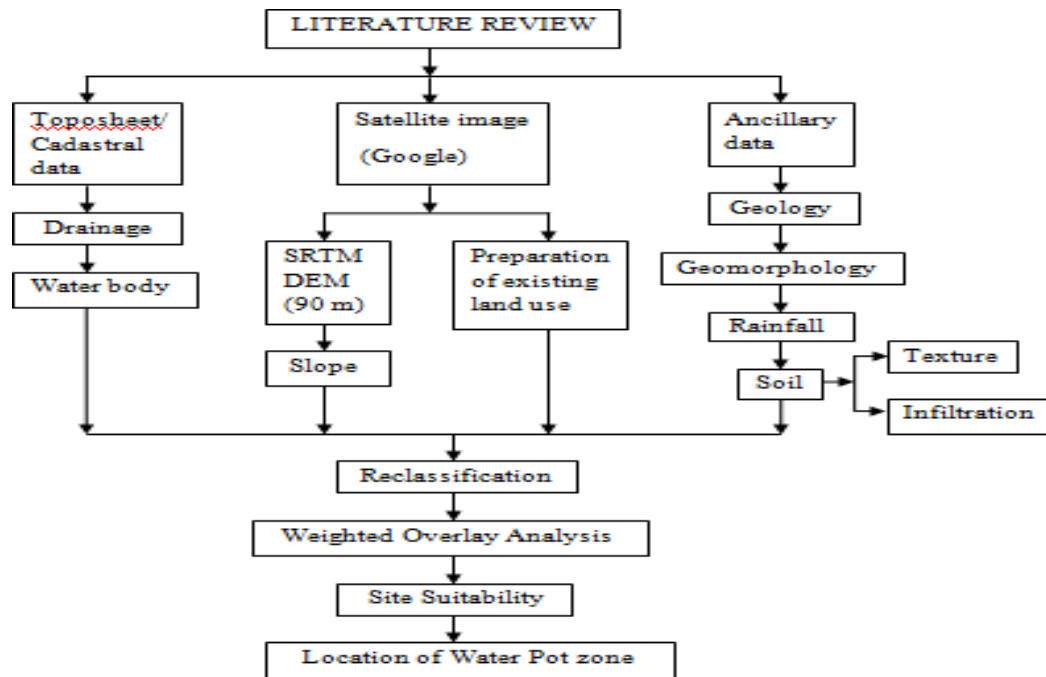 LITERATURE REVIEW
Toposheet/
Cadastral
data
Satellite image
(Google)
Ancillary
data
Drainage
Water body
SRTM
DEM
(90 m)
Slope
Preparation
of existing
land use
Geology
Geomorphology
Rainfall
Soil
Texture
Infiltration
Reclassification
Weighted Overlay Analysis
Site Suitability
Location of Water Pot zone